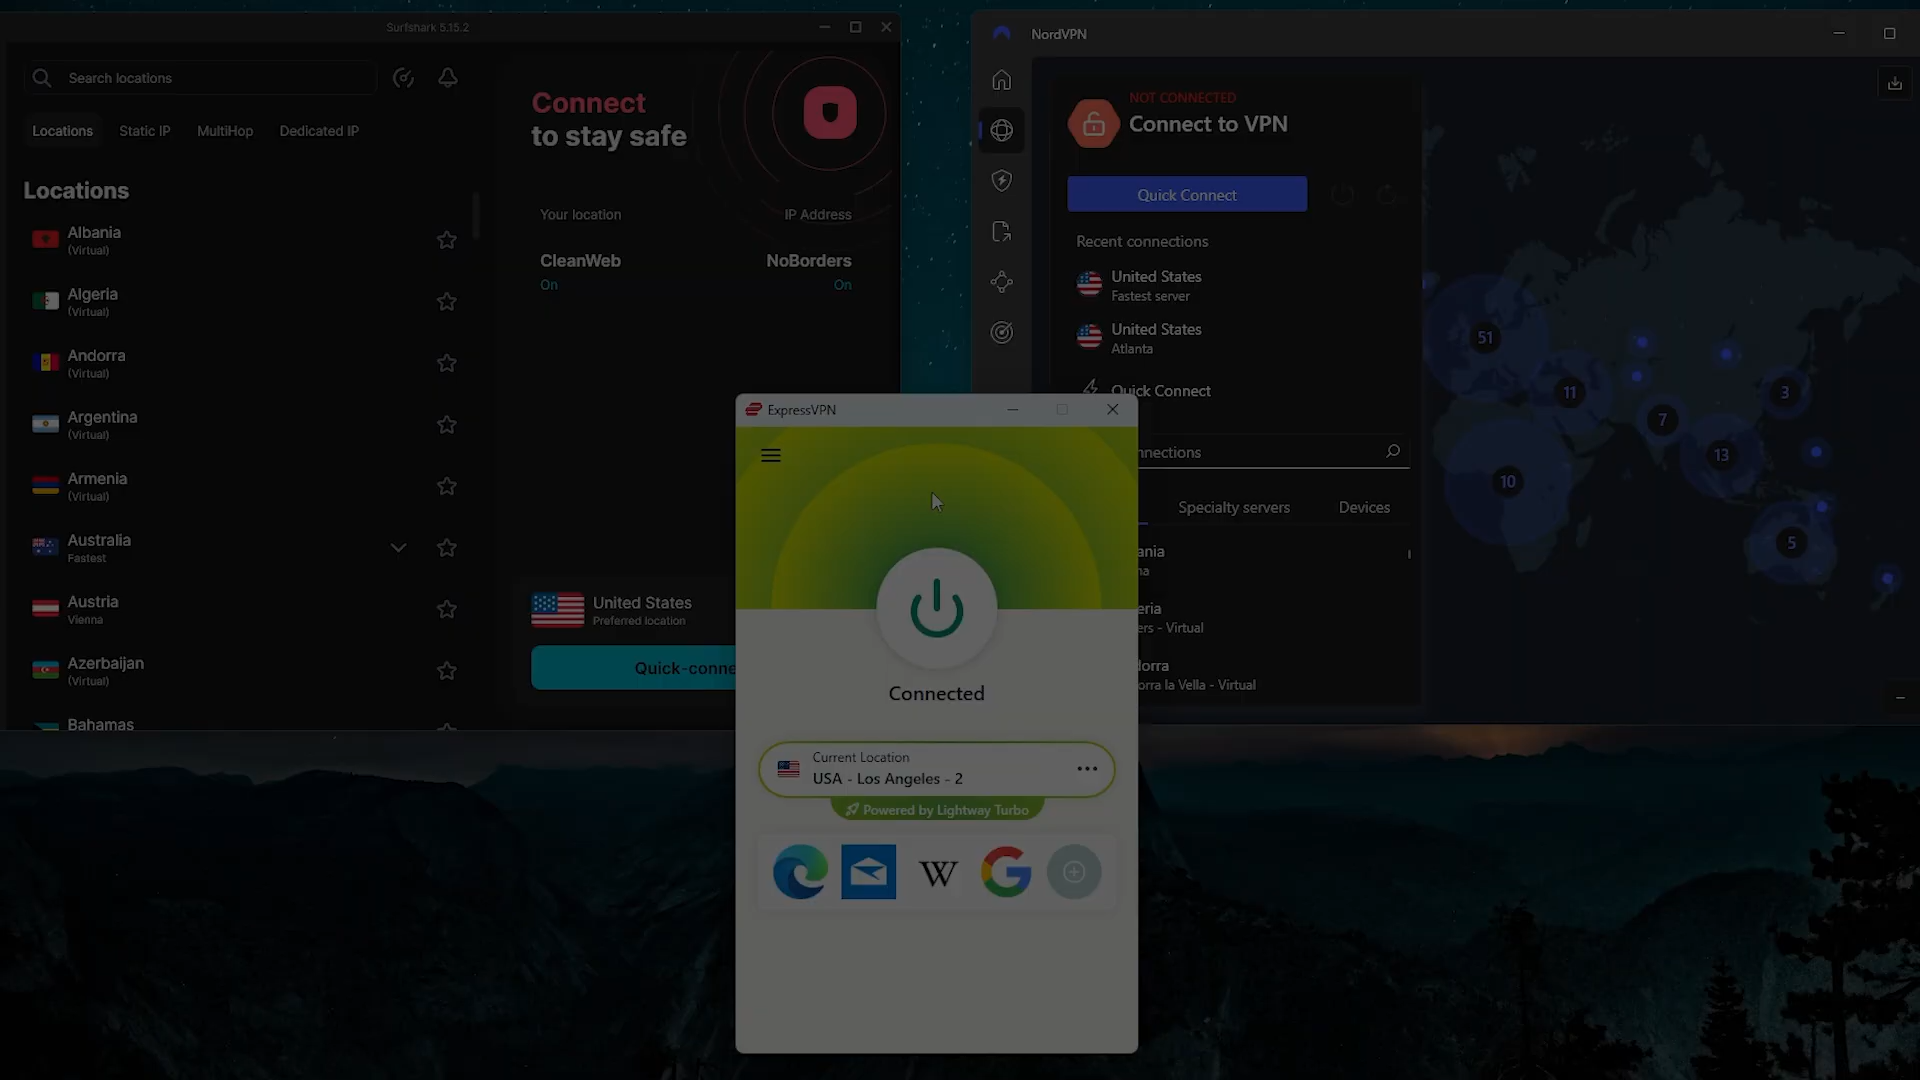 Surfshark 5.15.2
Search locations
Locations
Static IP
MultiHop
Dedicated IP
Locations
Albania
(Virtual)
Algeria
(Virtual)
Andorra
(Virtual)
Argentina
(Virtual)
Armenia
(Virtual)
Australia
Fastest
Austria
Vienna
Azerbaijan
(Virtual)
Bahamas
Connect
to stay safe
Your location
IP Address
CleanWeb
NoBorders
On
On
United States
Preferred location
Quick-conne
NordVPN
NOT CONNECTED
Connect to VPN
Quick Connect
Recent connections
United States
Fastest server
United States
Atlanta
Quick Connect
nnections
Specialty servers
Devices
ania
na
eria
ers - Virtual
dorra
orra la Vella - Virtual
51
11
7
3
13
10
5
ExpressVPN
Connected
Current Location
USA - Los Angeles - 2
Powered by Lightway Turbo
W
G